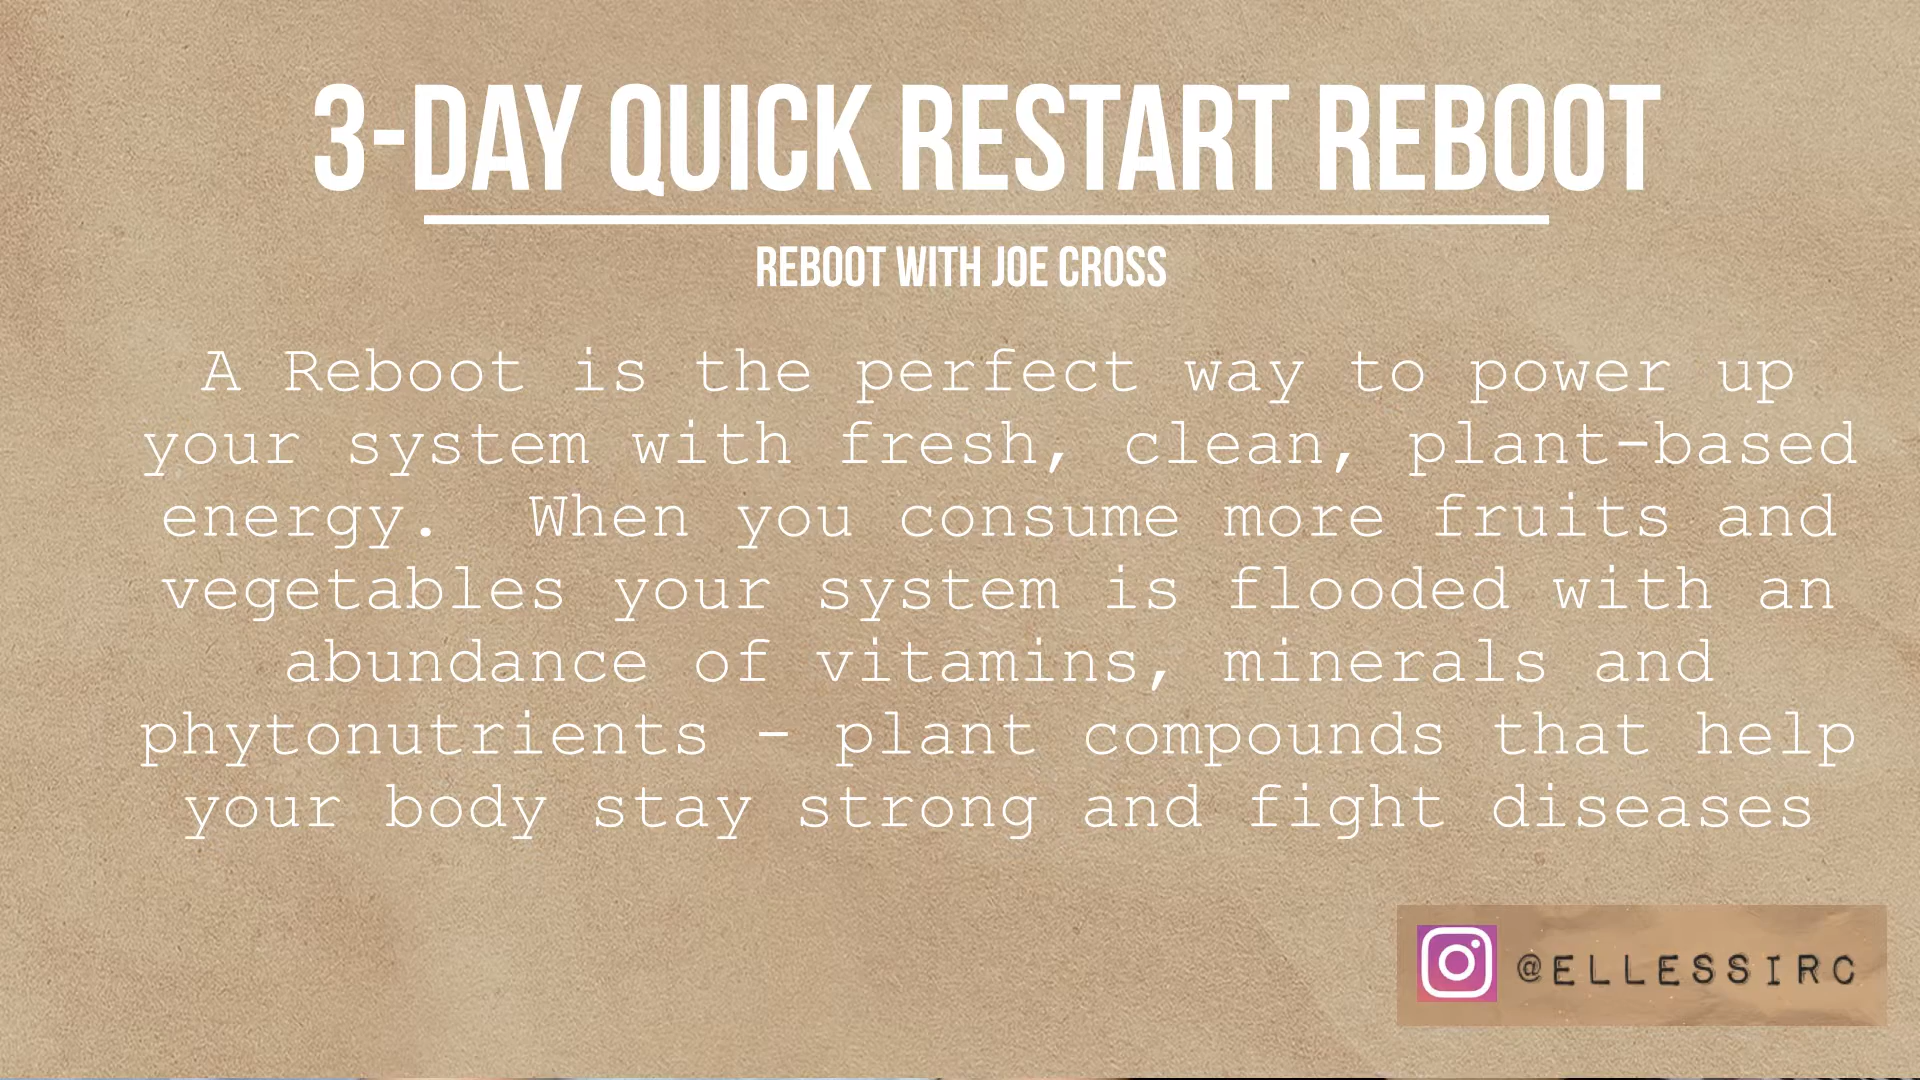 3-DAY QUICK RESTART REBOOT
REBOOT WITH JOE CROSS
A Reboot is the perfect way to power up
your system with fresh, clean, plant-based
energy.  When you consume more fruits and
vegetables your system is flooded with an
abundance of vitamins, minerals and
phytonutrients - plant compounds that help
your body stay strong and fight diseases
@ELLESSIRC